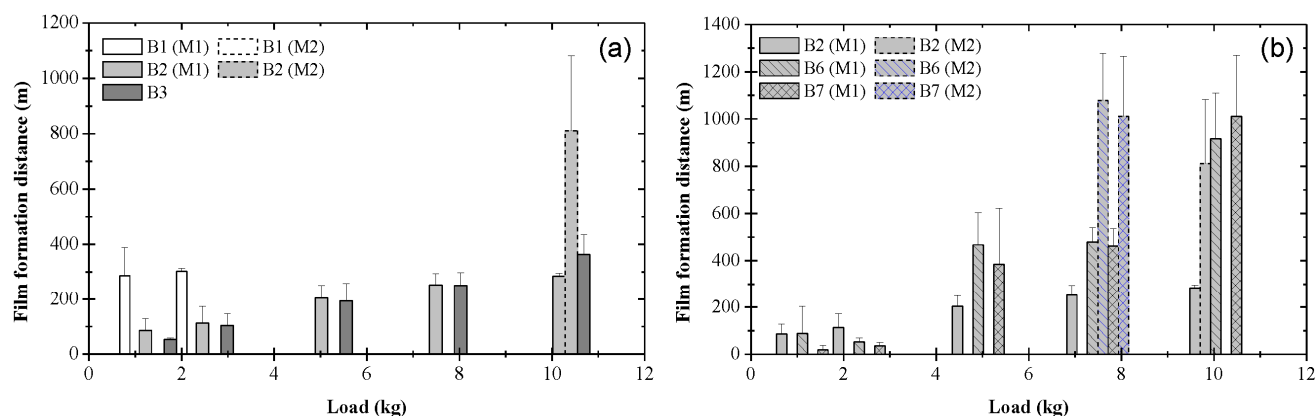 (a)
B1 (M1) B1 (M2)
B2 (M1) B2 (M2)
B3
Film formation distance (m)
1200
1000
800
600
400
200
0
0 2 4 6 8 10 12
Load (kg)
(b)
B2 (M1) B2 (M2)
B6 (M1) B6 (M2)
B7 (M1) B7 (M2)
Film formation distance (m)
1400
1200
1000
800
600
400
200
0
0 2 4 6 8 10 12
Load (kg)